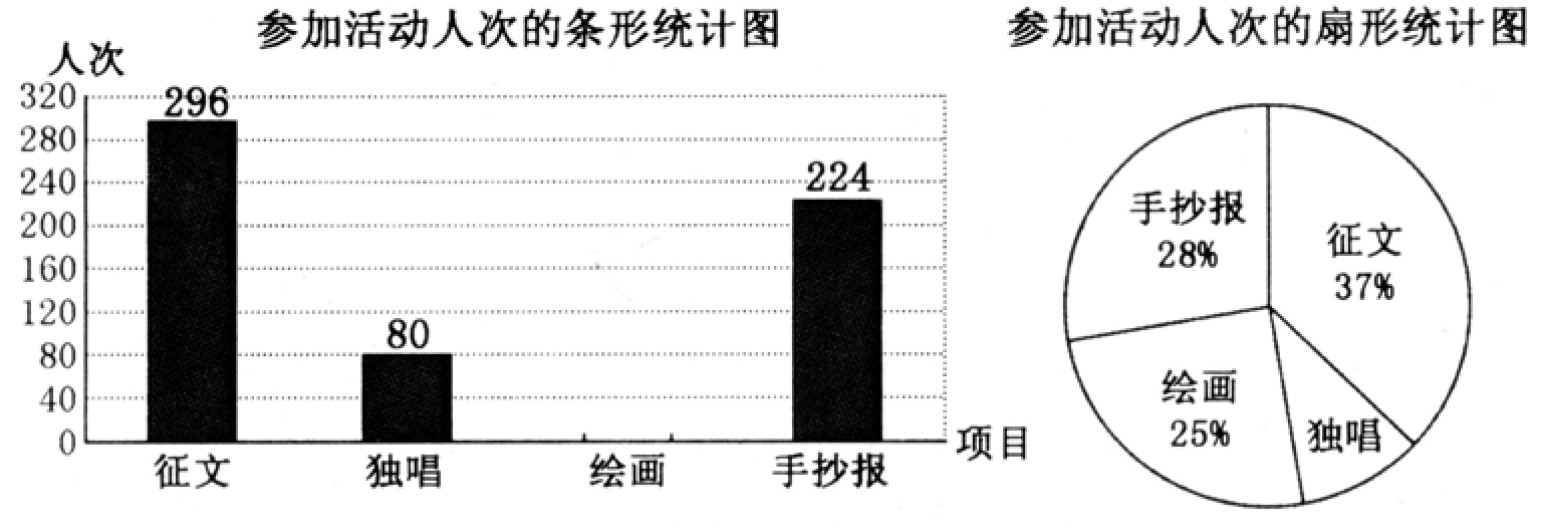 参加活动人次的条形统计图
人次
320
280
240
200
160
120
80
40
0
296
80
224
征文
独唱
绘画
手抄报
项目
参加活动人次的扇形统计图
手抄报
28%
征文
37%
绘画
25%
独唱